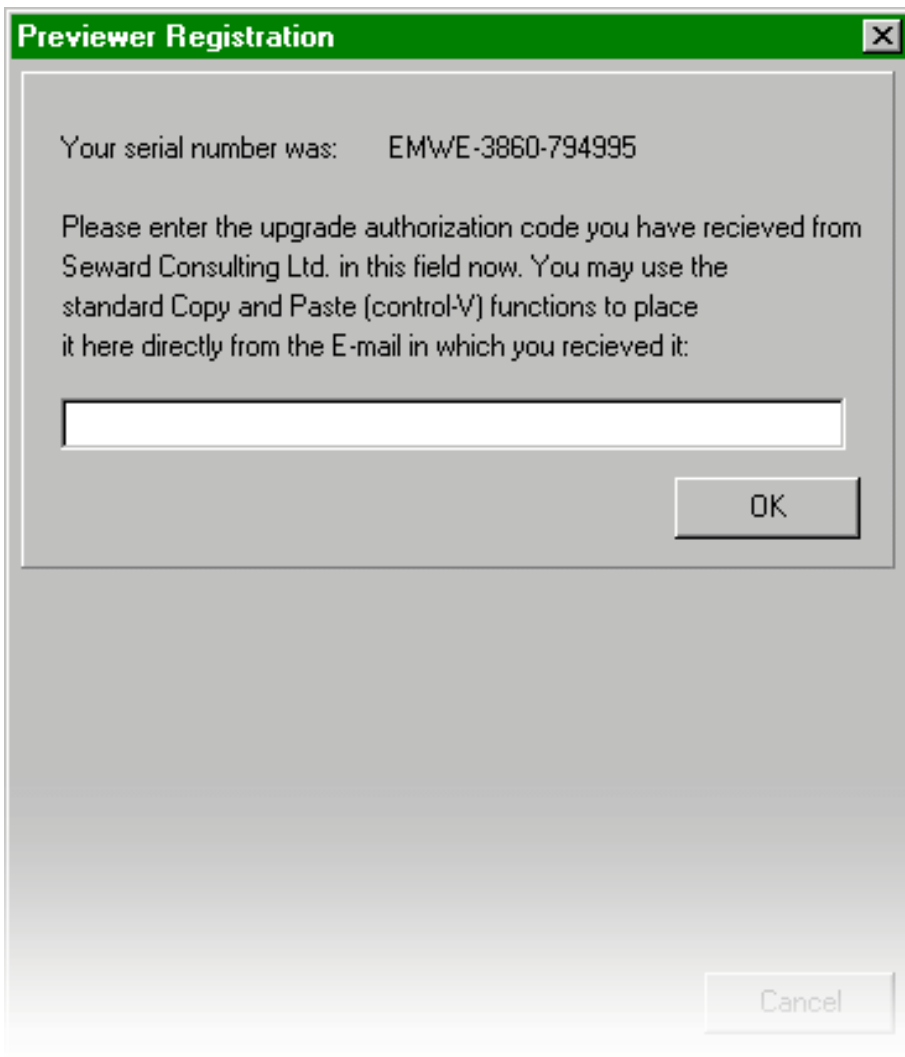 Previewer Registration
Your serial number was: EMWE-3860-794995
Please enter the upgrade authorization code you have recieved from
Seward Consulting Ltd. in this field now. You may use the
standard Copy and Paste (control-V) functions to place
it here directly from the E-mail in which you recieved it:
OK
Cancel